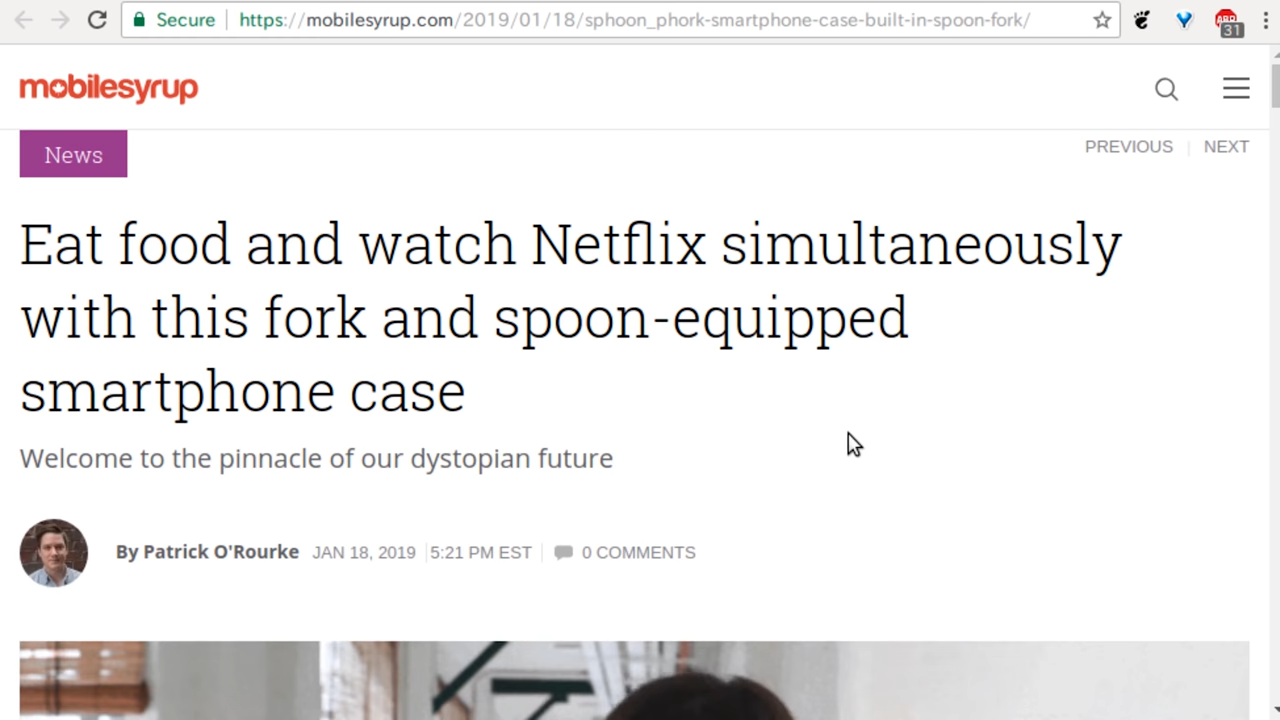 Secure https://mobilesyrup.com/2019/01/18/sphoon_phork-smartphone-case-built-in-spoon-fork/ ABP 31
mobilesyrup
News PREVIOUS NEXT
Eat food and watch Netflix simultaneously
with this fork and spoon-equipped
smartphone case
Welcome to the pinnacle of our dystopian future
By Patrick O'Rourke JAN 18, 2019 5:21 PM EST 0 COMMENTS